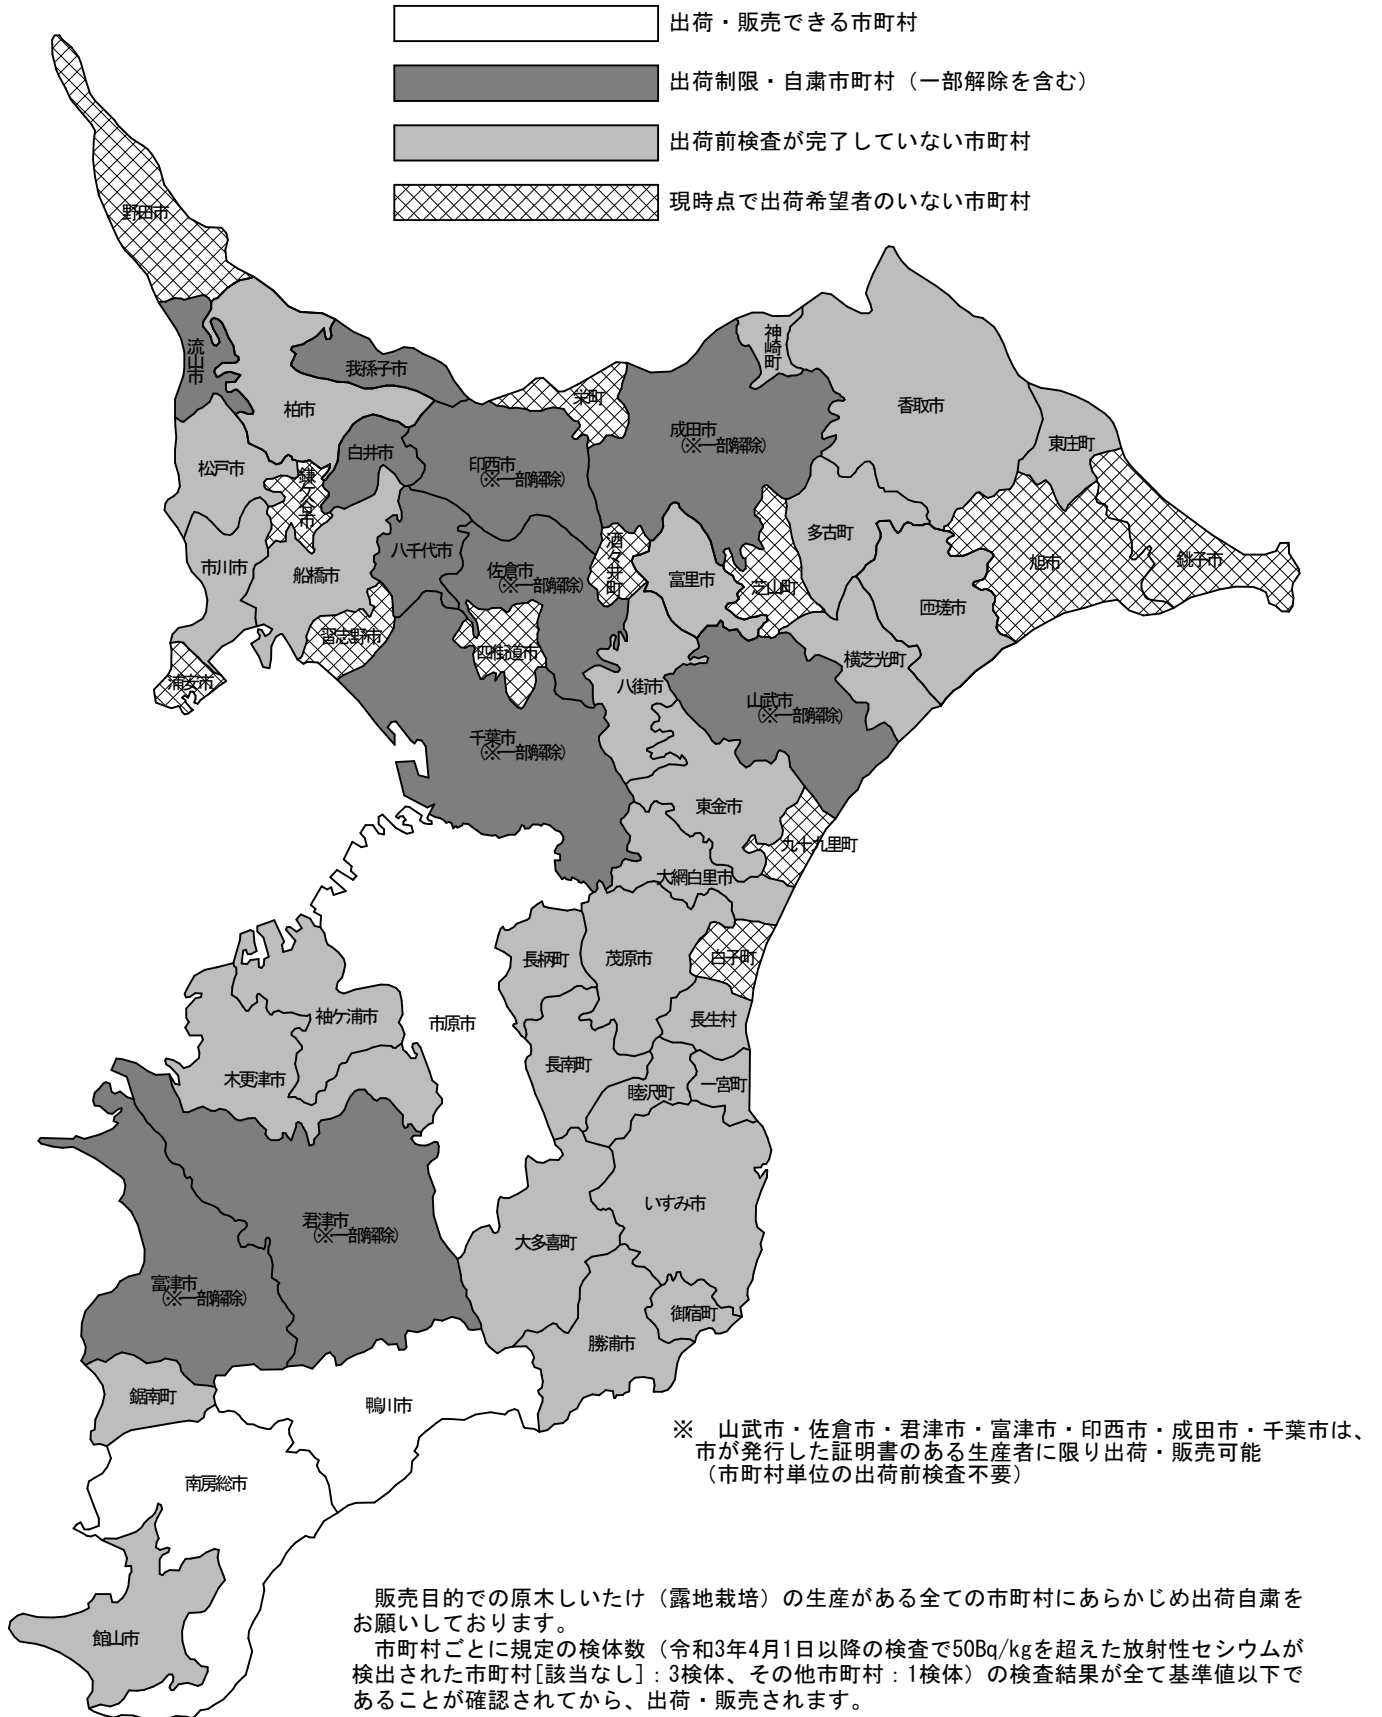 出荷・販売できる市町村
出荷制限・自粛市町村（一部解除を含む）
出荷前検査が完了していない市町村
現時点で出荷希望者のいない市町村
野田市
流山市
我孫子市
柏市
神崎町
栄町
香取市
成田市
（※一部解除）
東庄町
白井市
印西市
（※一部解除）
松戸市
鎌ケ谷市
多古町
酒々井町
八千代市
銚子市
旭市
市川市
船橋市
佐倉市
（※一部解除）
富里市
芝山町
匝瑳市
習志野市
四街道市
横芝光町
浦安市
八街市
山武市
（※一部解除）
千葉市
（※一部解除）
東金市
九十九里町
大網白里市
長柄町
茂原市
白子町
袖ケ浦市
市原市
長生村
長南町
木更津市
睦沢町
一宮町
いすみ市
君津市
（※一部解除）
大多喜町
富津市
（※一部解除）
御宿町
勝浦市
鋸南町
鴨川市
※　山武市・佐倉市・君津市・富津市・印西市・成田市・千葉市は、
市が発行した証明書のある生産者に限り出荷・販売可能
（市町村単位の出荷前検査不要）
南房総市
館山市
　販売目的での原木しいたけ（露地栽培）の生産がある全ての市町村にあらかじめ出荷自粛を
お願いしております。
　市町村ごとに規定の検体数（令和3年4月1日以降の検査で50Bq/kgを超えた放射性セシウムが
検出された市町村[該当なし]：3検体、その他市町村：1検体）の検査結果が全て基準値以下で
あることが確認されてから、出荷・販売されます。